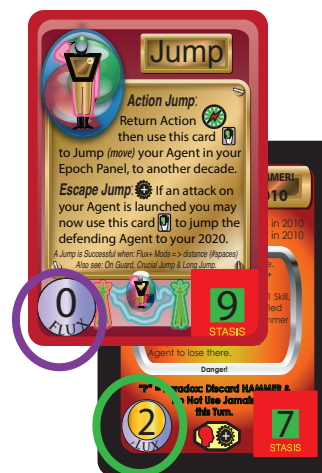 Jump
Action Jump:
Return Action
then use this card
to Jump (move) your Agent in your
Epoch Panel, to another decade.
Escape Jump: If an attack on
your Agent is launched you may
now use this card to jump the
defending Agent to your 2020.
A Jump is Successful when: Flux+ Mods = > distance (#spaces)
Also see: On Guard, Crucial Jump & Long Jump.
0
FLUX
9
STASIS
in 2010
in 2010
Skill.
Agent to lose there.
Danger!
Discard HAMMER &
Not Use
this Turn.
2
7
STASIS